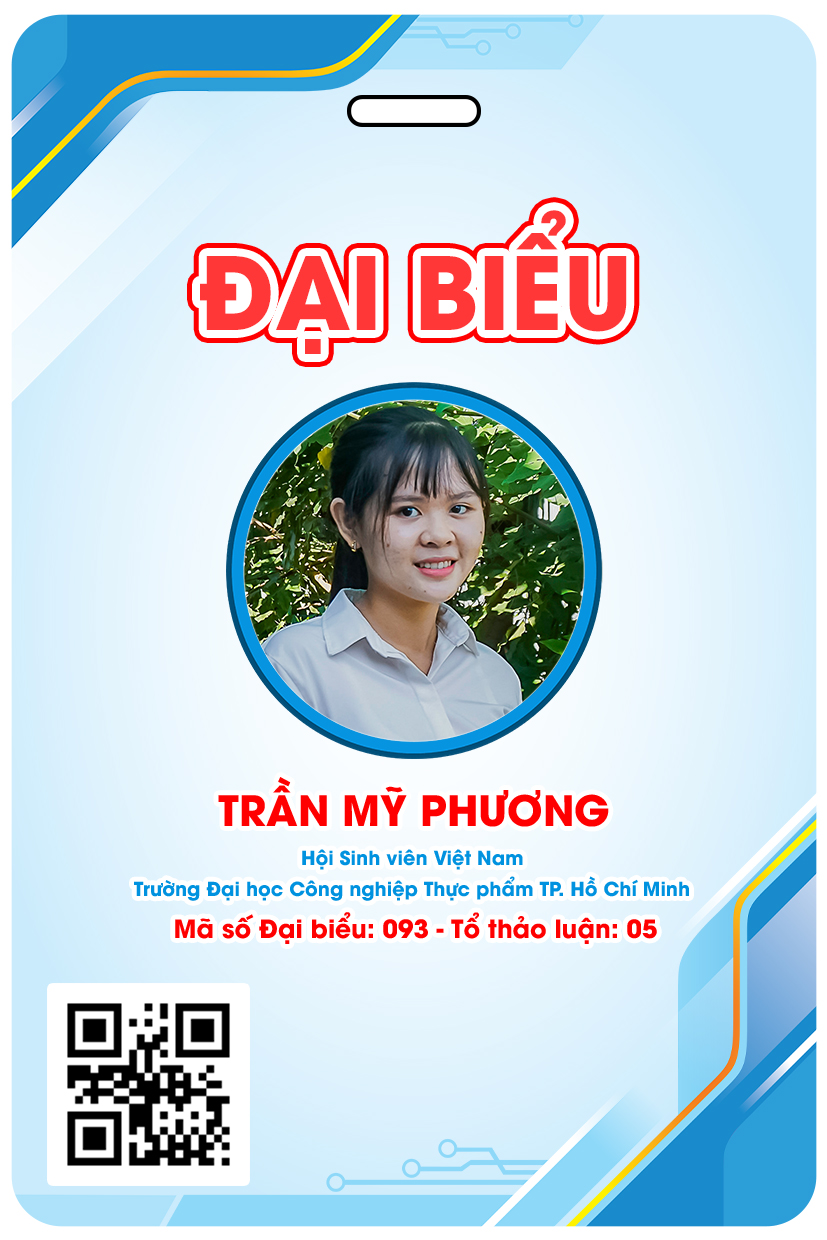 ĐẠI BIỂU
TRẦN MỸ PHƯƠNG
Hội Sinh viên Việt Nam
Trường Đại học Công nghiệp Thực phẩm TP. Hồ Chí Minh
Mã số Đại biểu: 093 - Tổ thảo luận: 05